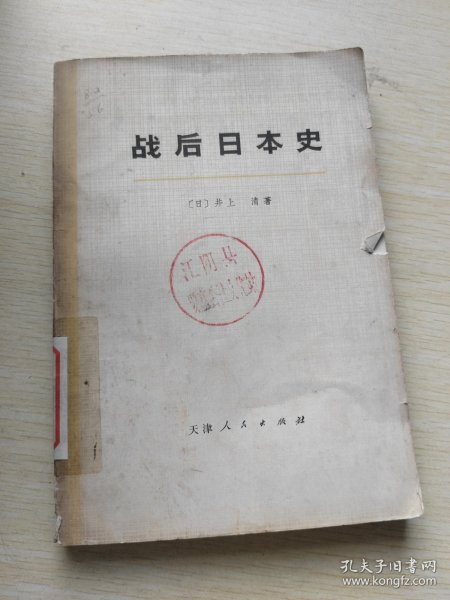 战后日本史
〔日〕井上 清著
江阴县
天津人民出版社
孔夫子旧书网
www.kongfz.com